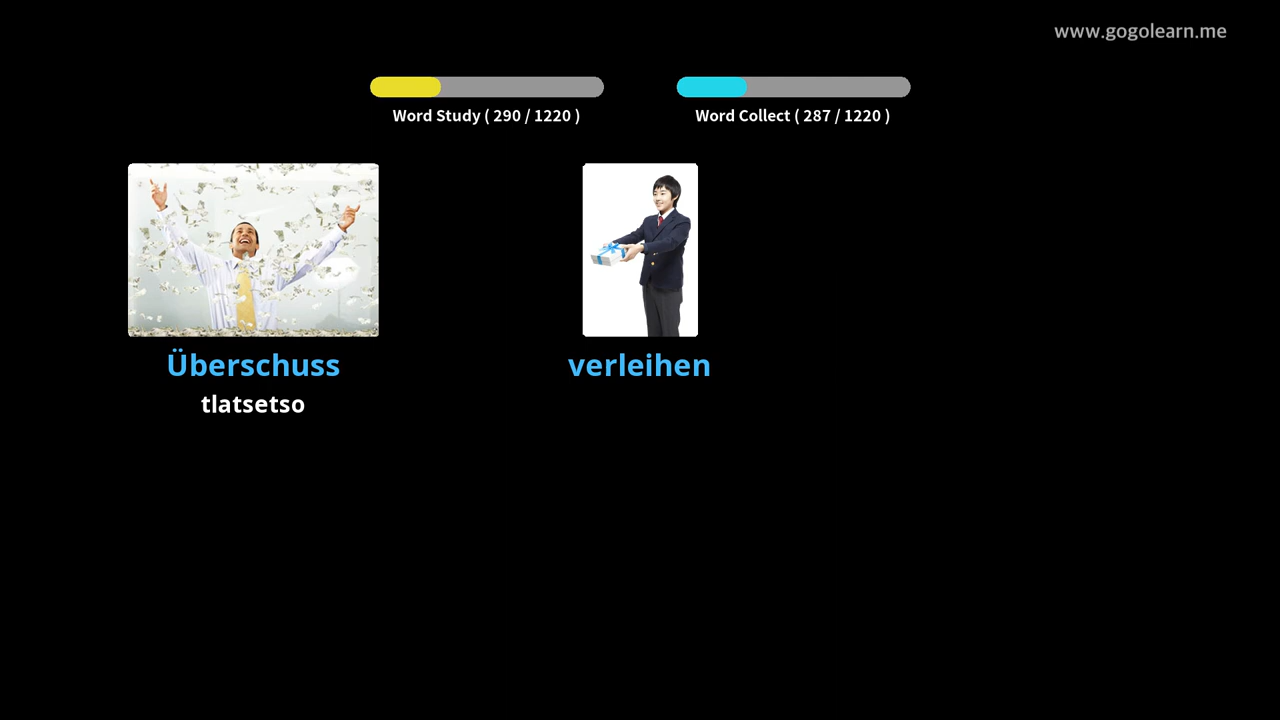 www.gogolearn.me
Word Study ( 290 / 1220 )
Word Collect ( 287 / 1220 )
Überschuss
verleihen
tlatsetso